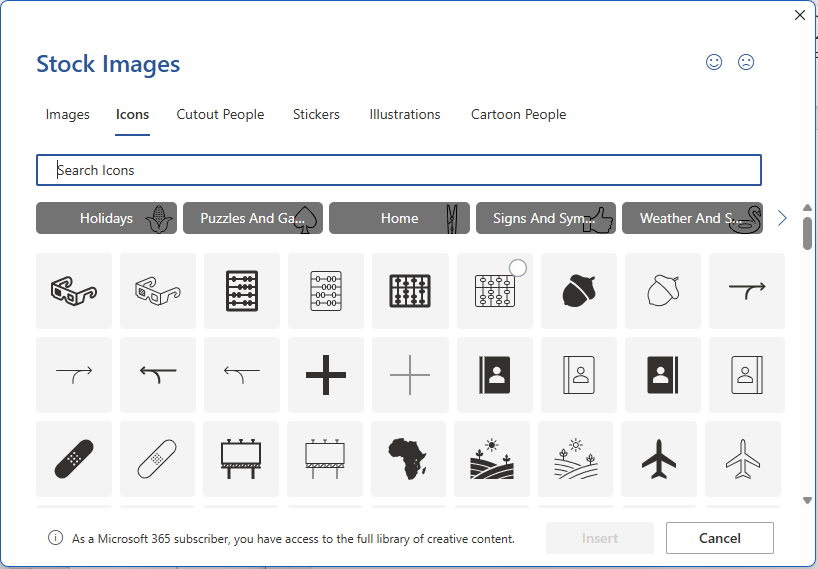 Stock Images
Images Icons Cutout People Stickers Illustrations Cartoon People
Search Icons
Holidays Puzzles And Ga... Home Signs And Sym... Weather And S...
As a Microsoft 365 subscriber, you have access to the full library of creative content.
Insert Cancel